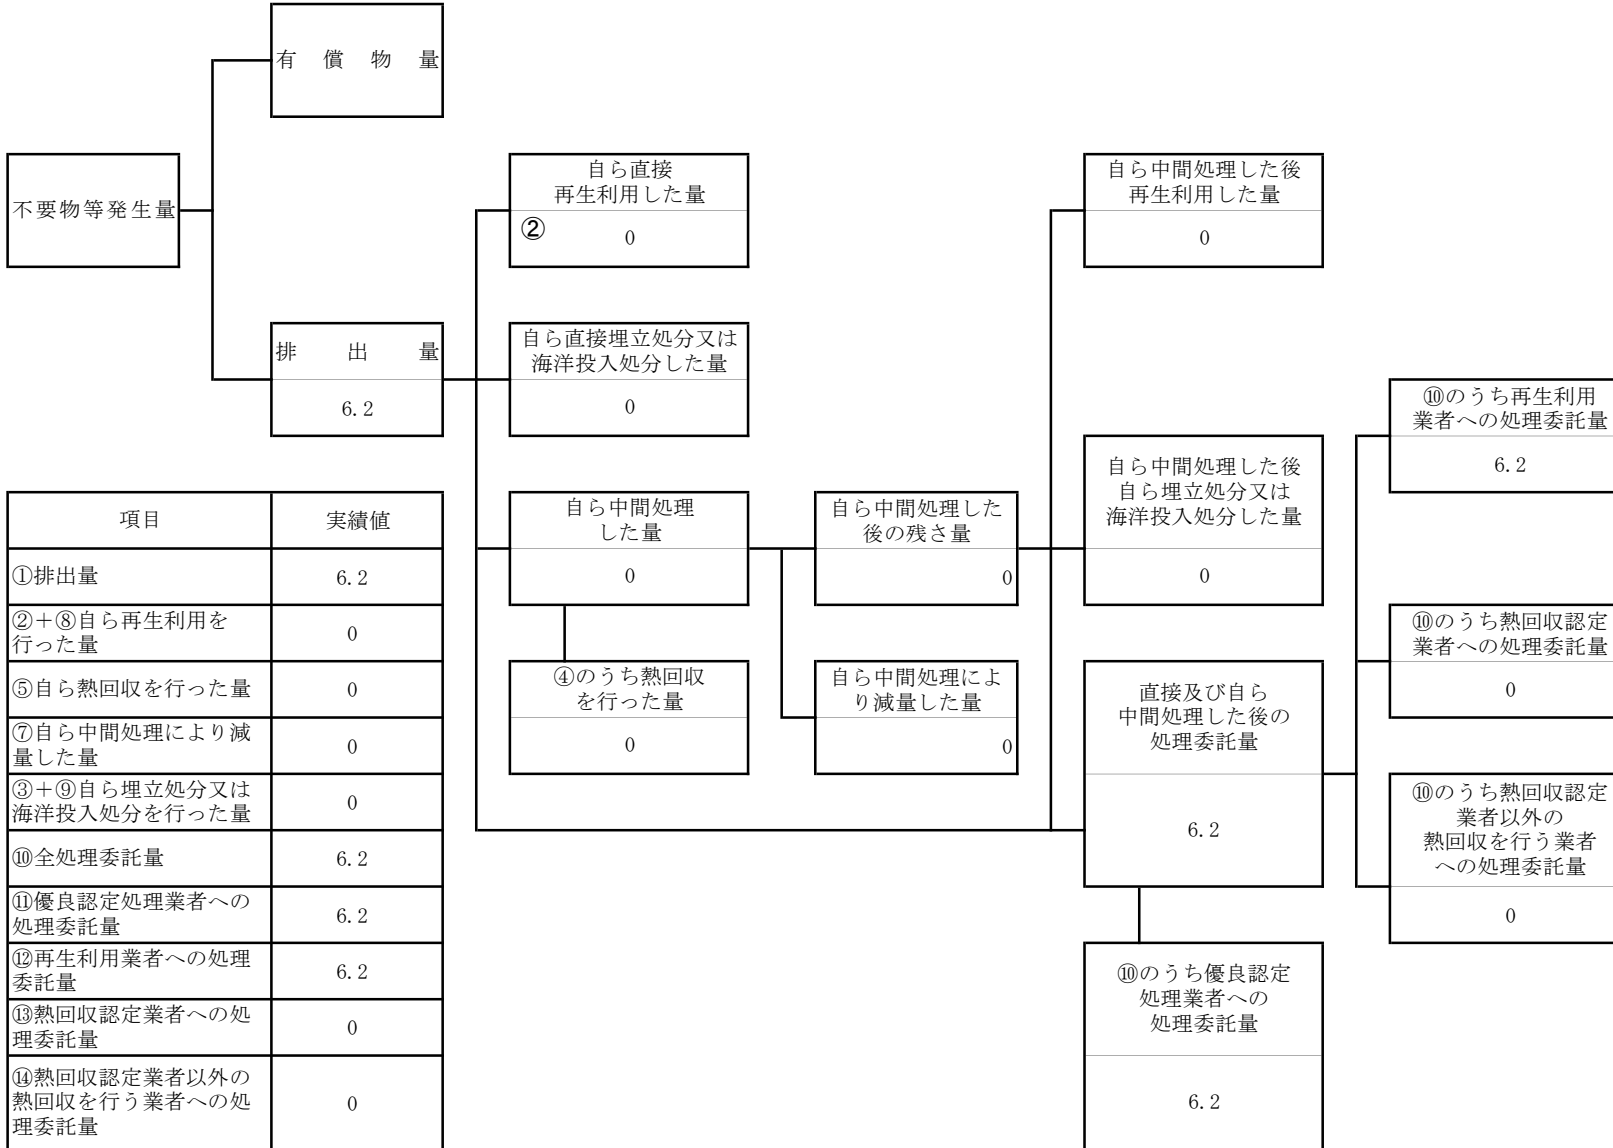 有償物量
不要物等発生量
自ら直接
再生利用した量
②
0
自ら中間処理した後
再生利用した量
0
排出量
6.2
自ら直接埋立処分又は
海洋投入処分した量
0
⑩のうち再生利用
業者への処理委託量
6.2
自ら中間処理
した量
0
自ら中間処理した
後の残さ量
0
自ら中間処理した後
自ら埋立処分又は
海洋投入処分した量
0
④のうち熱回収
を行った量
0
自ら中間処理によ
り減量した量
0
直接及び自ら
中間処理した後の
処理委託量
6.2
⑩のうち熱回収認定
業者への処理委託量
0
⑩のうち熱回収認定
業者以外の
熱回収を行う業者
への処理委託量
0
⑩のうち優良認定
処理業者への
処理委託量
6.2
項目 実績値
①排出量 6.2
②+⑧自ら再生利用を
行った量 0
⑤自ら熱回収を行った量 0
⑦自ら中間処理により減
量した量 0
③+⑨自ら埋立処分又は
海洋投入処分を行った量 0
⑩全処理委託量 6.2
⑪優良認定処理業者への
処理委託量 6.2
⑫再生利用業者への処理
委託量 6.2
⑬熱回収認定業者への処
理委託量 0
⑭熱回収認定業者以外の
熱回収を行う業者への処
理委託量 0